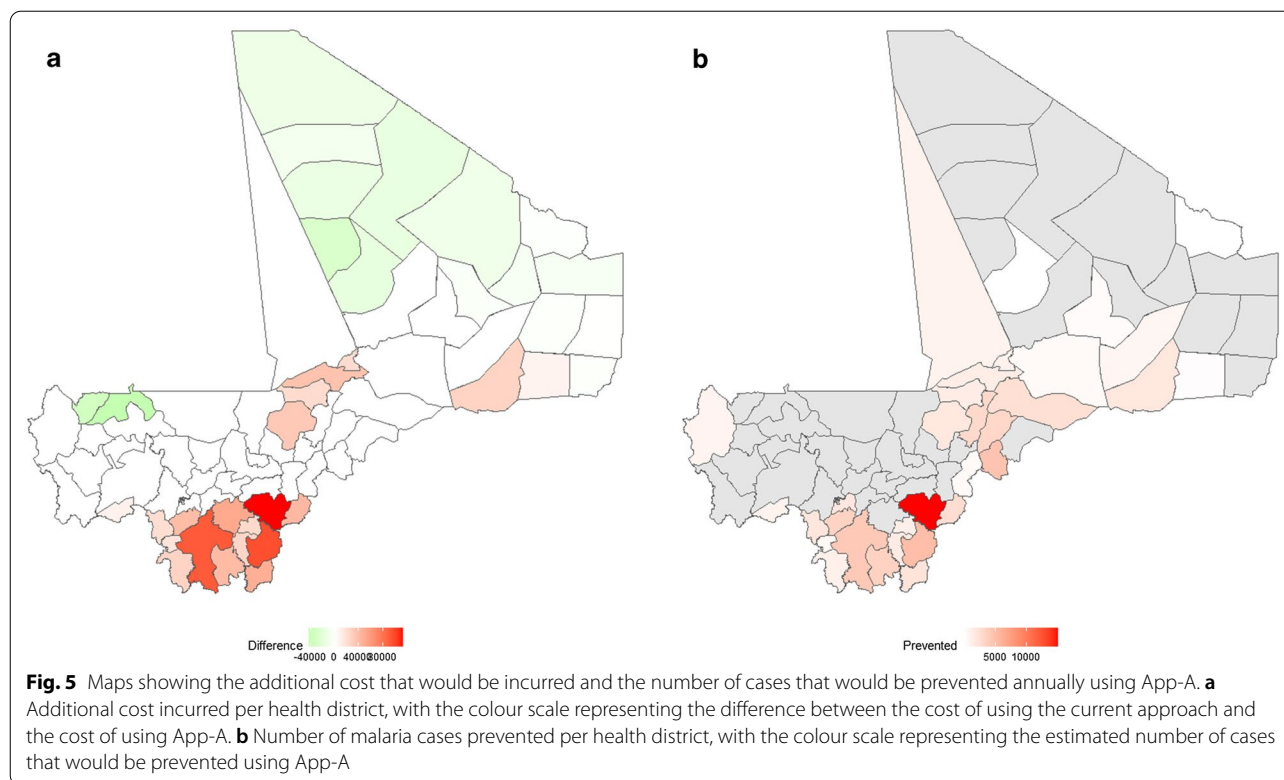 a
b
Difference
-40000 0 40000 80000
Prevented
5000 10000
Fig. 5 Maps showing the additional cost that would be incurred and the number of cases that would be prevented annually using App-A. a
Additional cost incurred per health district, with the colour scale representing the difference between the cost of using the current approach and
the cost of using App-A. b Number of malaria cases prevented per health district, with the colour scale representing the estimated number of cases
that would be prevented using App-A